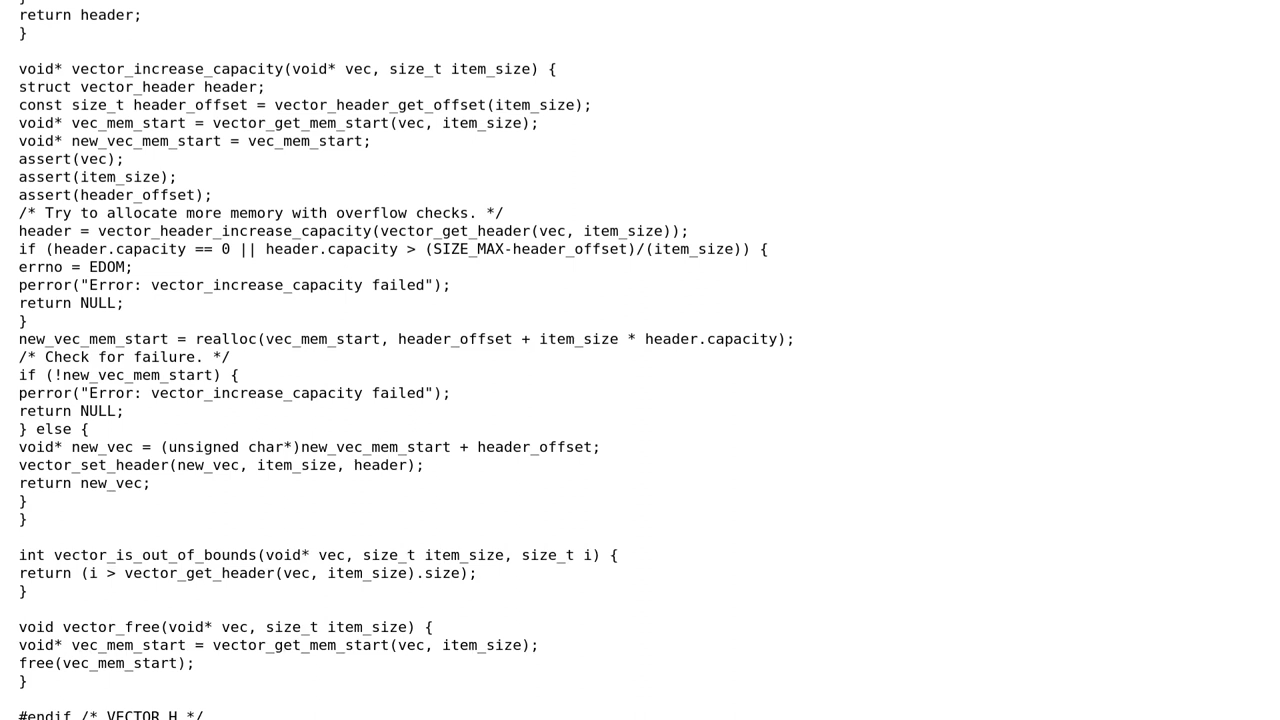 }
return header;
}

void* vector_increase_capacity(void* vec, size_t item_size) {
struct vector_header header;
const size_t header_offset = vector_header_get_offset(item_size);
void* vec_mem_start = vector_get_mem_start(vec, item_size);
void* new_vec_mem_start = vec_mem_start;
assert(vec);
assert(item_size);
assert(header_offset);
/* Try to allocate more memory with overflow checks. */
header = vector_header_increase_capacity(vector_get_header(vec, item_size));
if (header.capacity == 0 || header.capacity > (SIZE_MAX-header_offset)/(item_size)) {
errno = EDOM;
perror("Error: vector_increase_capacity failed");
return NULL;
}
new_vec_mem_start = realloc(vec_mem_start, header_offset + item_size * header.capacity);
/* Check for failure. */
if (!new_vec_mem_start) {
perror("Error: vector_increase_capacity failed");
return NULL;
} else {
void* new_vec = (unsigned char*)new_vec_mem_start + header_offset;
vector_set_header(new_vec, item_size, header);
return new_vec;
}
}

int vector_is_out_of_bounds(void* vec, size_t item_size, size_t i) {
return (i > vector_get_header(vec, item_size).size);
}

void vector_free(void* vec, size_t item_size) {
void* vec_mem_start = vector_get_mem_start(vec, item_size);
free(vec_mem_start);
}

#endif /* VECTOR_H */